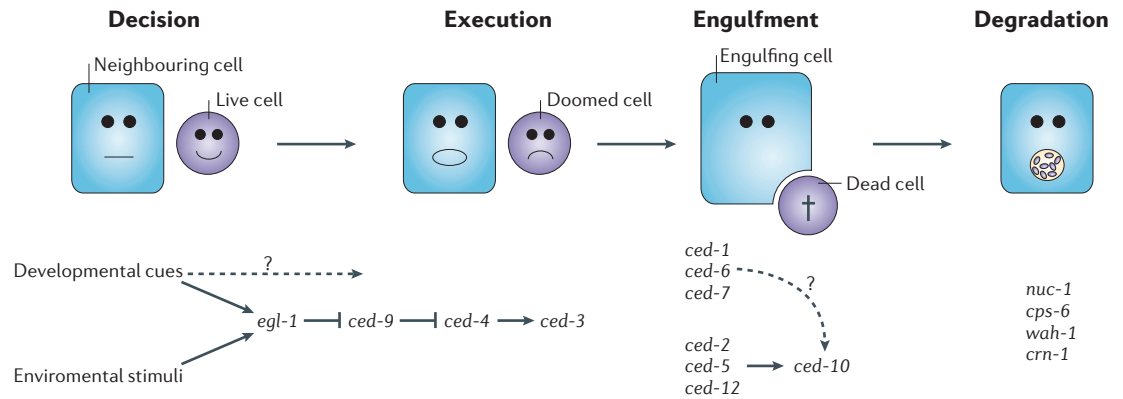 Decision
Execution
Engulfment
Degradation
Neighbouring cell
Live cell
Doomed cell
Engulfing cell
Dead cell
Developmental cues
?
egl-1
ced-9
ced-4
ced-3
Enviromental stimuli
ced-1
ced-6
ced-7
?
ced-2
ced-5
ced-12
ced-10
nuc-1
cps-6
wah-1
crn-1